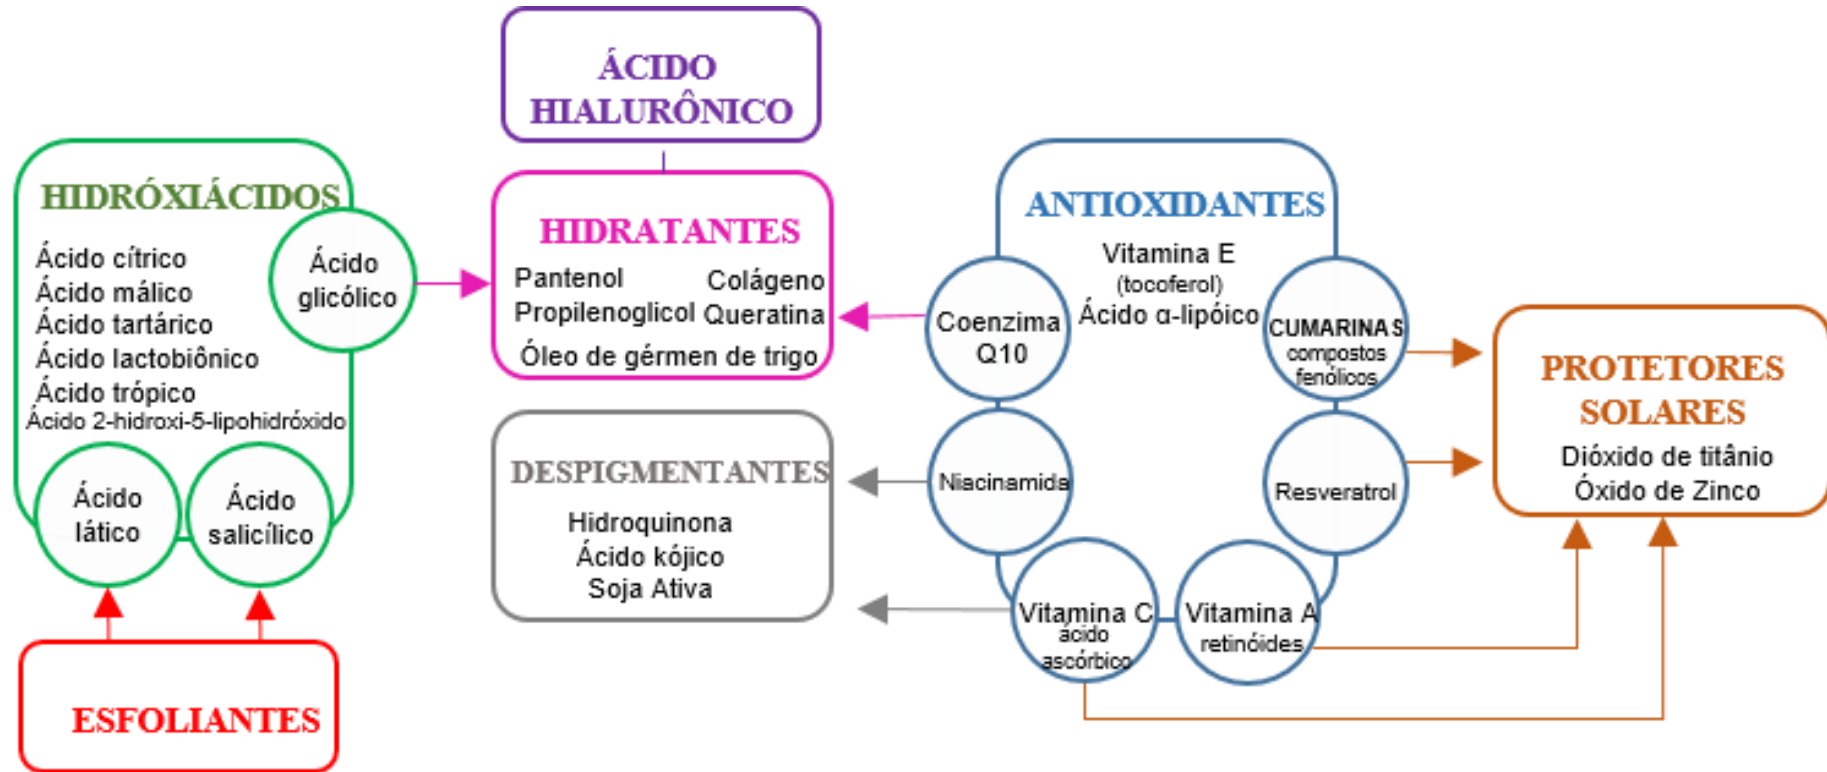 ÁCIDO
HIALURÔNICO
HIDRÓXIÁCIDOS
Ácido cítrico
Ácido málico
Ácido tartárico
Ácido lactobiônico
Ácido trópico
Ácido 2-hidroxi-5-lipohidróxido
Ácido
glicólico
Ácido
lático
Ácido
salicílico
ESFOLIANTES
HIDRATANTES
Pantenol
Colágeno
Propilenoglicol
Queratina
Óleo de gérmen de trigo
DESPIGMENTANTES
Hidroquinona
Ácido kójico
Soja Ativa
ANTIOXIDANTES
Vitamina E
(tocoferol)
Ácido α-lipóico
Coenzima
Q10
Niacinamida
Vitamina C
ácido
ascórbico
Vitamina A
retinóides
CUMARINAS
compostos
fenólicos
Resveratrol
PROTETORES
SOLARES
Dióxido de titânio
Óxido de Zinco